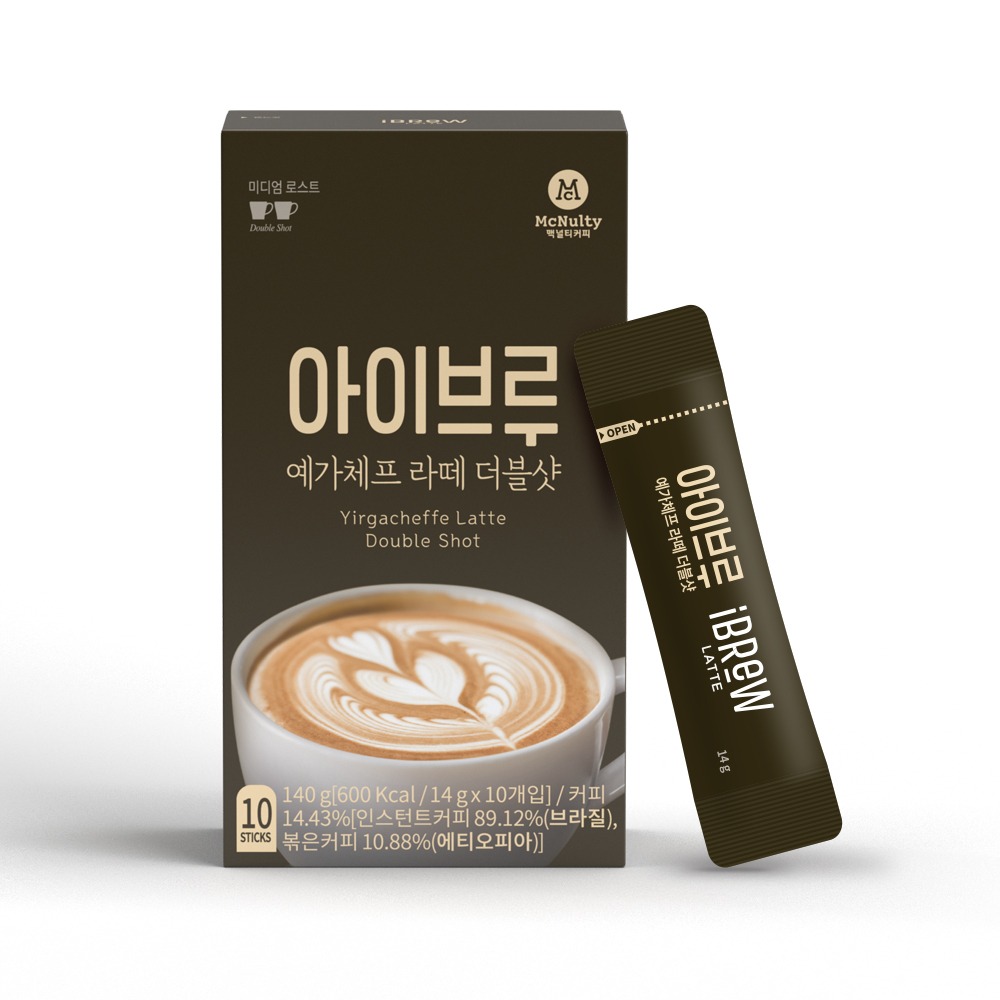 iBReW
미디엄 로스트
Double Shot
Mc
McNulty
맥널티커피
아이브루
예가체프 라떼 더블샷
Yirgacheffe Latte
Double Shot
10
STICKS
140 g[600 Kcal / 14 g x 10개입] / 커피
14.43%[인스턴트커피 89.12%(브라질),
볶은커피 10.88%(에티오피아)]
OPEN
아이브루
예가체프 라떼 더블샷
iBReW
LATTE
14 g